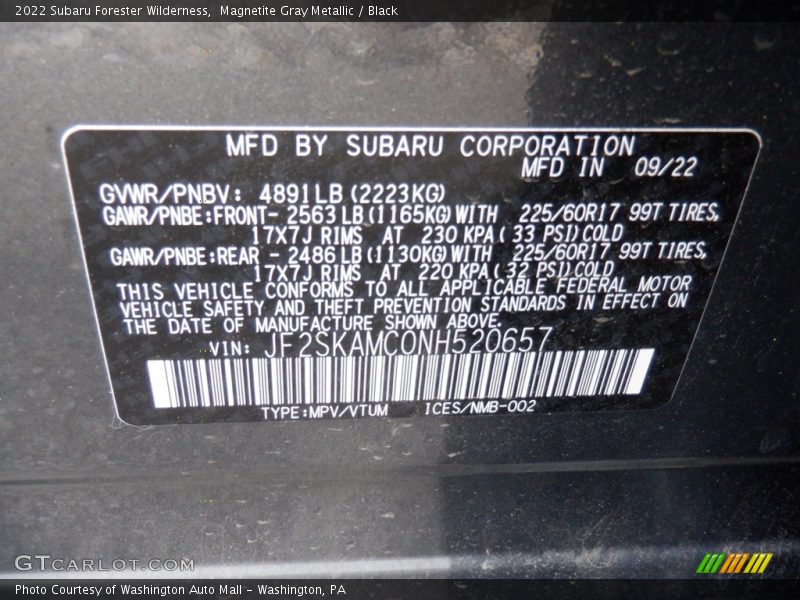 2022 Subaru Forester Wilderness,  Magnetite Gray Metallic / Black
MFD BY SUBARU CORPORATION
MFD IN 09/22
GVWR/PNBV: 4891LB (2223KG)
GAWR/PNBE:FRONT- 2563 LB (1165KG) WITH 225/60R17 99T TIRES,
17X7J RIMS AT 230 KPA ( 33 PSI) COLD
GAWR/PNBE:REAR - 2486 LB (1130KG) WITH 225/60R17 99T TIRES,
17X7J RIMS AT 220 KPA ( 32 PSI) COLD
THIS VEHICLE CONFORMS TO ALL APPLICABLE FEDERAL MOTOR
VEHICLE SAFETY AND THEFT PREVENTION STANDARDS IN EFFECT ON
THE DATE OF MANUFACTURE SHOWN ABOVE.
VIN: JF2SKAMC0NH520657
TYPE:MPV/VTUM ICES/NMB-002
GTCARLOT.COM
Photo Courtesy of Washington Auto Mall - Washington, PA